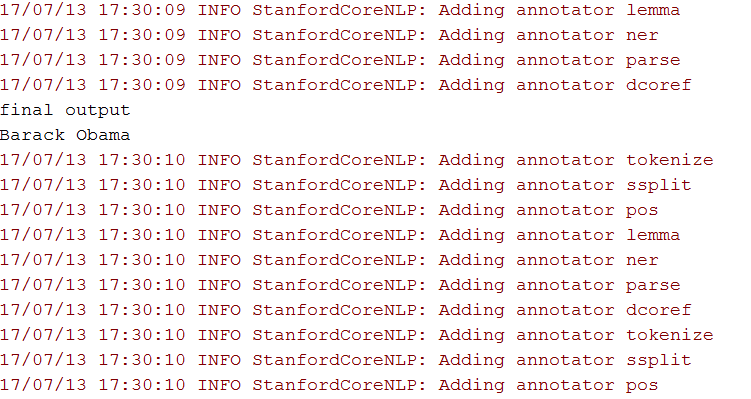 17/07/13 17:30:09 INFO StanfordCoreNLP: Adding annotator lemma
17/07/13 17:30:09 INFO StanfordCoreNLP: Adding annotator ner
17/07/13 17:30:09 INFO StanfordCoreNLP: Adding annotator parse
17/07/13 17:30:09 INFO StanfordCoreNLP: Adding annotator dcoref
final output
Barack Obama
17/07/13 17:30:10 INFO StanfordCoreNLP: Adding annotator tokenize
17/07/13 17:30:10 INFO StanfordCoreNLP: Adding annotator ssplit
17/07/13 17:30:10 INFO StanfordCoreNLP: Adding annotator pos
17/07/13 17:30:10 INFO StanfordCoreNLP: Adding annotator lemma
17/07/13 17:30:10 INFO StanfordCoreNLP: Adding annotator ner
17/07/13 17:30:10 INFO StanfordCoreNLP: Adding annotator parse
17/07/13 17:30:10 INFO StanfordCoreNLP: Adding annotator dcoref
17/07/13 17:30:10 INFO StanfordCoreNLP: Adding annotator tokenize
17/07/13 17:30:10 INFO StanfordCoreNLP: Adding annotator ssplit
17/07/13 17:30:10 INFO StanfordCoreNLP: Adding annotator pos